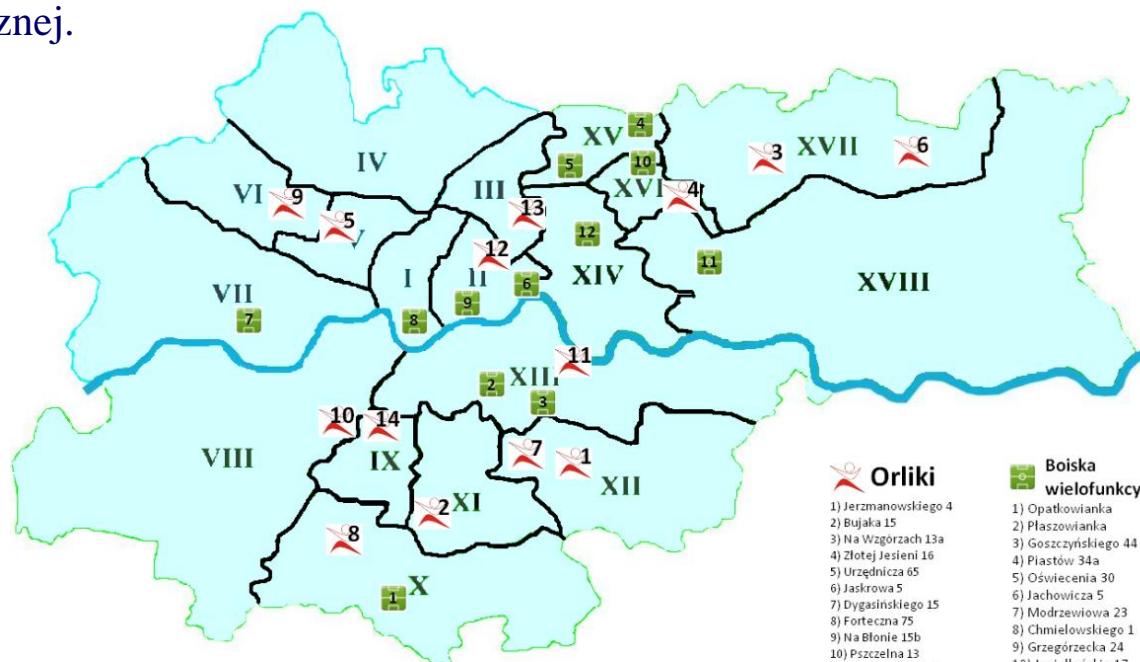 znej.
4
XV
3
XVII
6
IV
5
10
III
XVI
4
VI
9
5
V
13
12
12
XIV
11
I
II
6
XVIII
VII
7
8
9
11
XIII
2
3
10
14
VIII
IX
7
1
XII
2
XI
8
1
X
Orliki
1) Jerzmanowskiego 4
2) Bujaka 15
3) Na Wzgórzach 13a
4) Złotej Jesieni 16
5) Urzędnicza 65
6) Jaskrowa 5
7) Dygasińskiego 15
8) Forteczna 75
9) Na Błonie 15b
10) Pszczelna 13
Boiska
wielofunkcy
1) Opatkowianka
2) Płaszowianka
3) Goszczyńskiego 44
4) Piastów 34a
5) Oświecenia 30
6) Jachowicza 5
7) Modrzewiowa 23
8) Chmielowskiego 1
9) Grzegórzecka 24